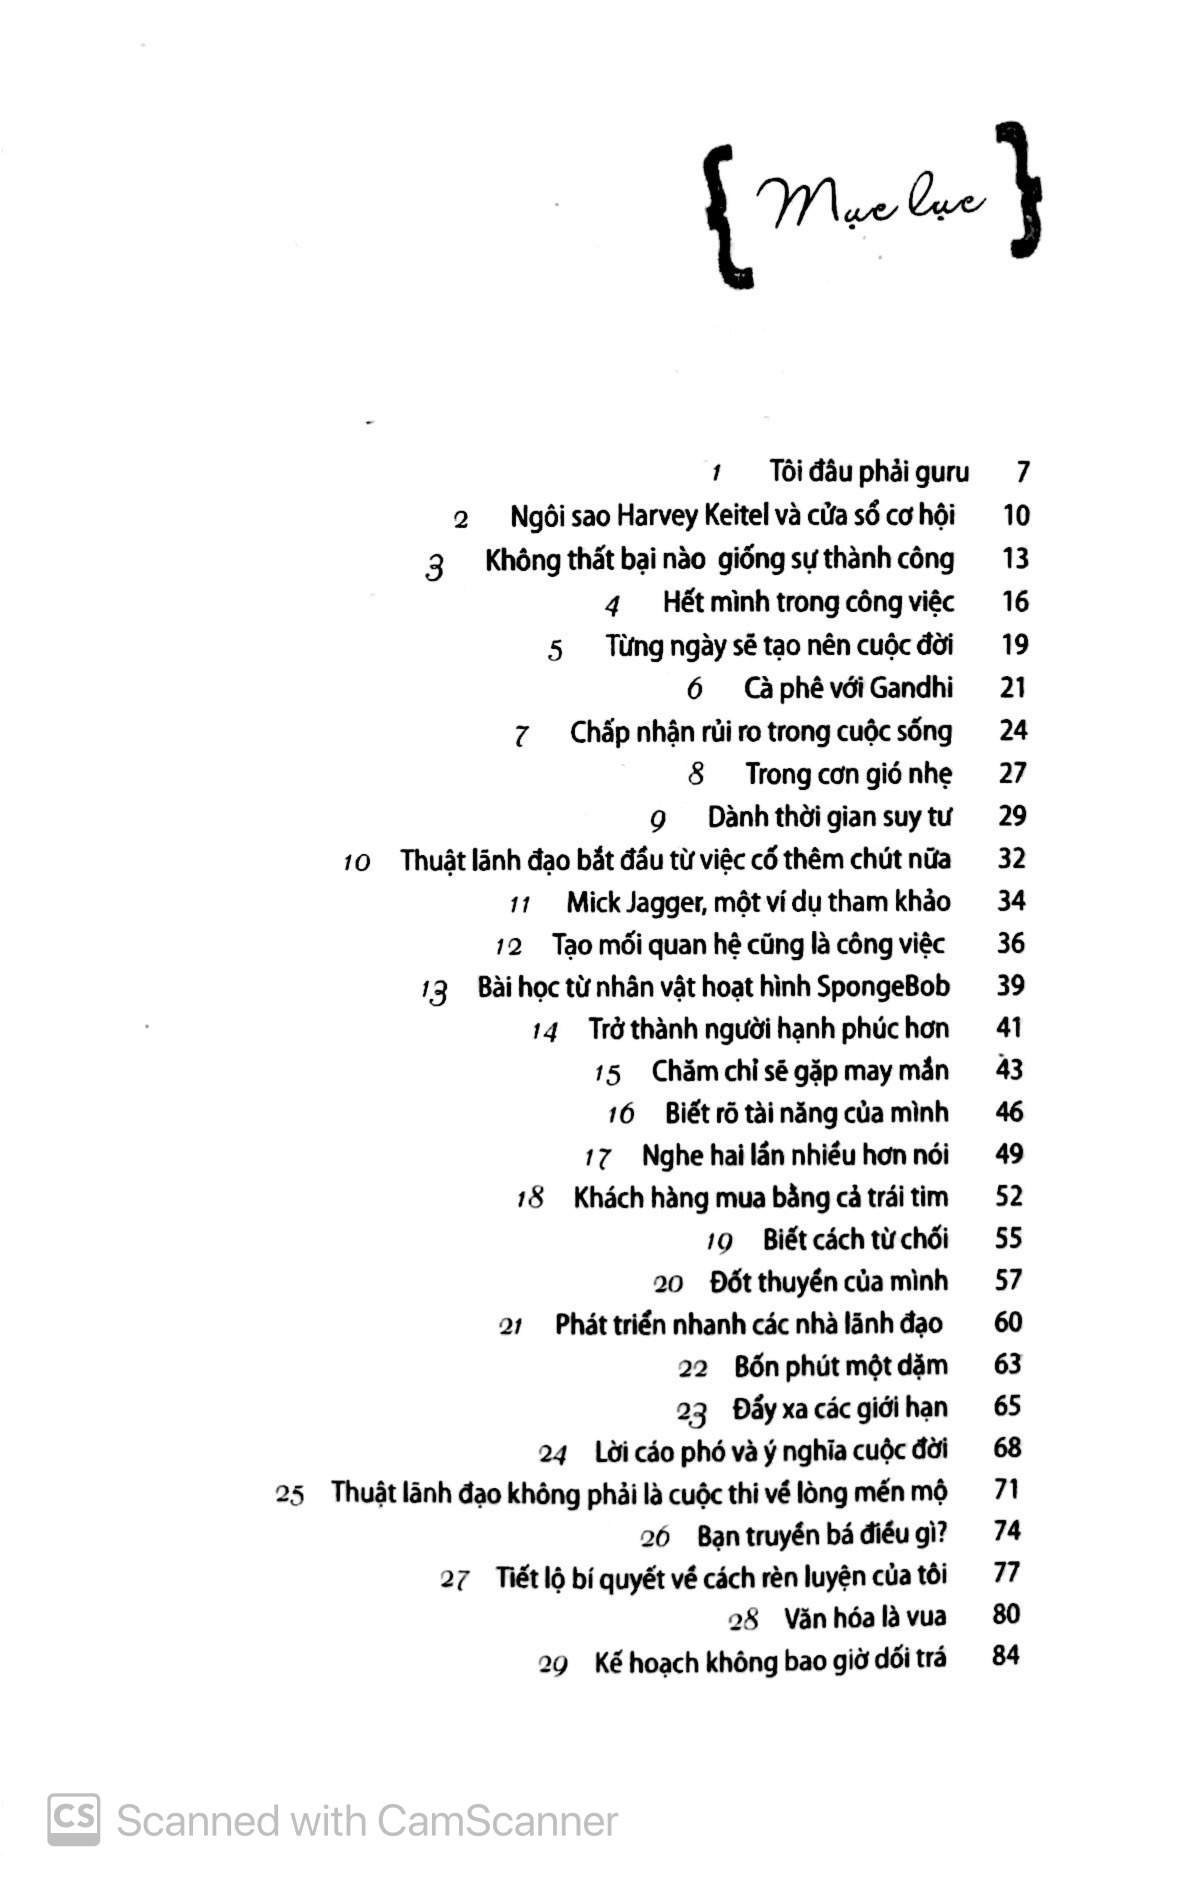 { Mục lục }
1 Tôi đâu phải guru 7
2 Ngôi sao Harvey Keitel và cửa sổ cơ hội 10
3 Không thất bại nào giống sự thành công 13
4 Hết mình trong công việc 16
5 Từng ngày sẽ tạo nên cuộc đời 19
6 Cà phê với Gandhi 21
7 Chấp nhận rủi ro trong cuộc sống 24
8 Trong cơn gió nhẹ 27
9 Dành thời gian suy tư 29
10 Thuật lãnh đạo bắt đầu từ việc cố thêm chút nữa 32
11 Mick Jagger, một ví dụ tham khảo 34
12 Tạo mối quan hệ cũng là công việc 36
13 Bài học từ nhân vật hoạt hình SpongeBob 39
14 Trở thành người hạnh phúc hơn 41
15 Chăm chỉ sẽ gặp may mắn 43
16 Biết rõ tài năng của mình 46
17 Nghe hai lần nhiều hơn nói 49
18 Khách hàng mua bằng cả trái tim 52
19 Biết cách từ chối 55
20 Đốt thuyền của mình 57
21 Phát triển nhanh các nhà lãnh đạo 60
22 Bốn phút một dặm 63
23 Đẩy xa các giới hạn 65
24 Lời cáo phó và ý nghĩa cuộc đời 68
25 Thuật lãnh đạo không phải là cuộc thi về lòng mến mộ 71
26 Bạn truyền bá điều gì? 74
27 Tiết lộ bí quyết về cách rèn luyện của tôi 77
28 Văn hóa là vua 80
29 Kế hoạch không bao giờ dối trá 84
CS Scanned with CamScanner